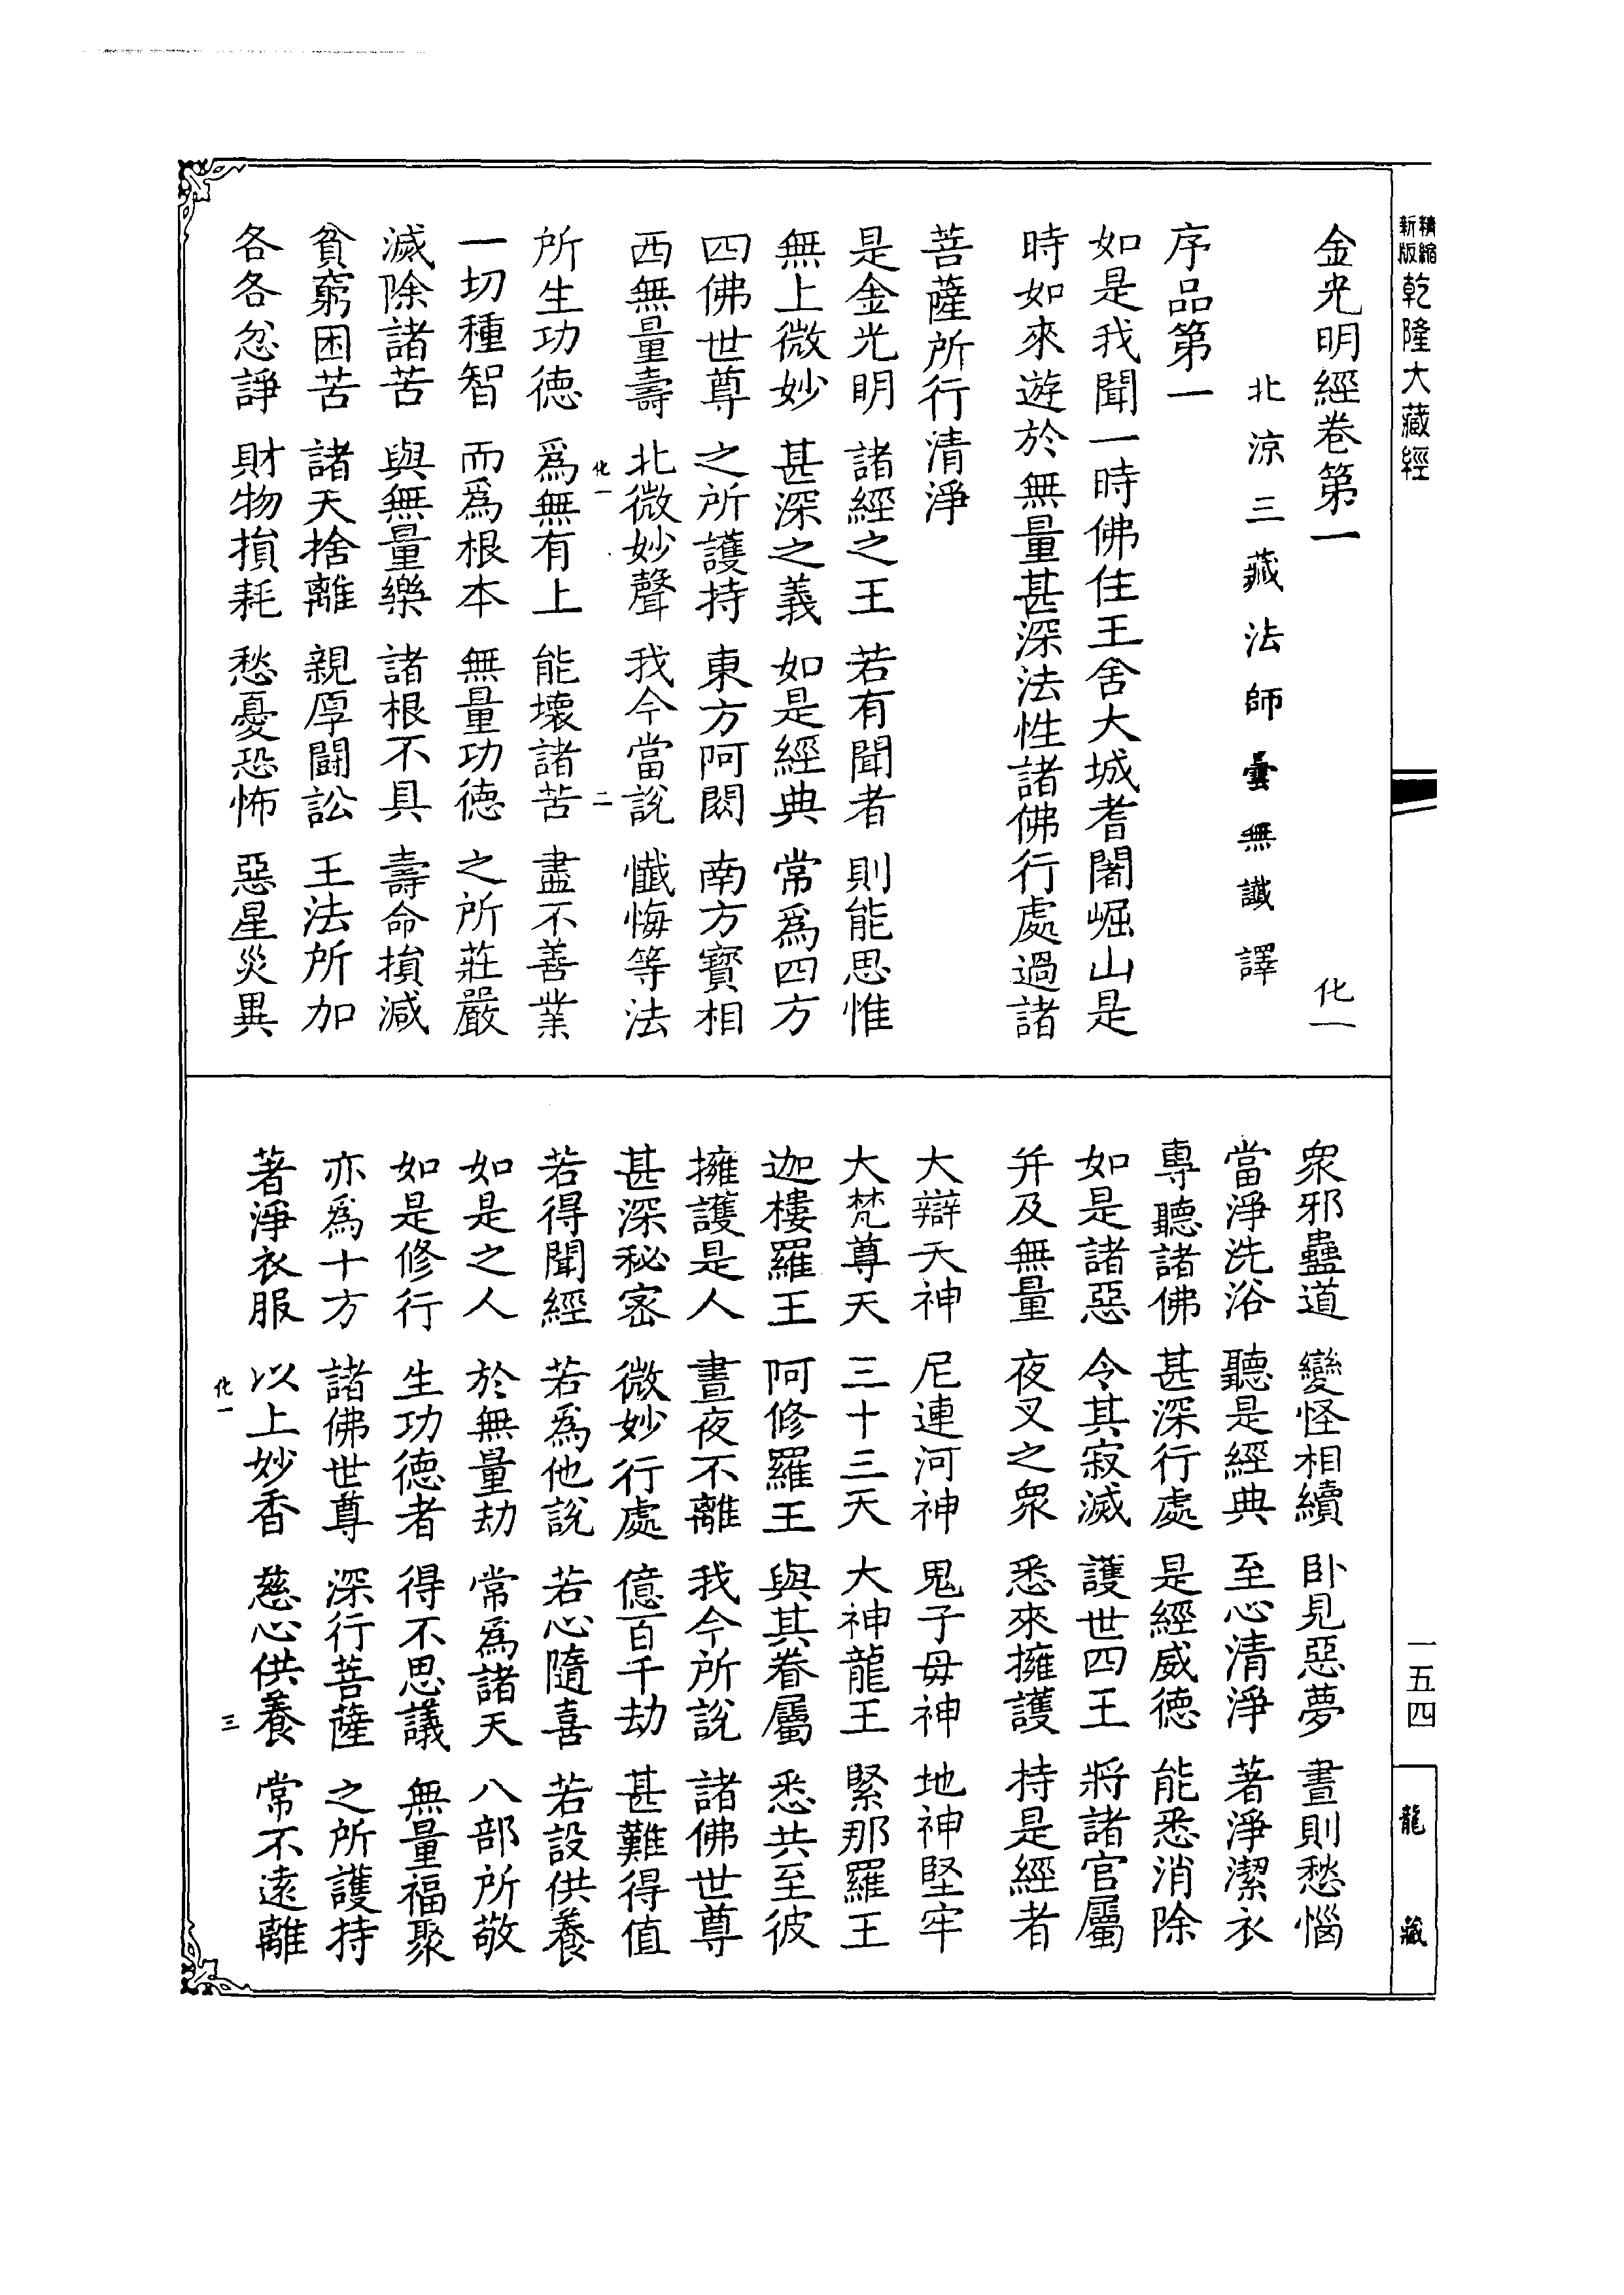 精縮新版乾隆大藏經
一五四
龍藏
金光明經卷第一 化一
北涼三藏法師曇無讖譯
序品第一
如是我聞一時佛住王舍大城耆闍崛山是
時如來遊於無量甚深法性諸佛行處過諸
菩薩所行清淨
是金光明 諸經之王 若有聞者 則能思惟
無上微妙 甚深之義 如是經典 常爲四方
四佛世尊 之所護持 東方阿閦 南方寶相
西無量壽 北微妙聲 我今當說 懺悔等法
化一 二
所生功德 爲無有上 能壞諸苦 盡不善業
一切種智 而爲根本 無量功德 之所莊嚴
滅除諸苦 與無量樂 諸根不具 壽命損減
貧窮困苦 諸天捨離 親厚鬪訟 王法所加
各各忿諍 財物損耗 愁憂恐怖 惡星災異
衆邪蠱道 變怪相續 卧見惡夢 晝則愁惱
當淨洗浴 聽是經典 至心清淨 著淨潔衣
專聽諸佛 甚深行處 是經威德 能悉消除
如是諸惡 令其寂滅 護世四王 將諸官屬
并及無量 夜叉之衆 悉來擁護 持是經者
大辯天神 尼連河神 鬼子母神 地神堅牢
大梵尊天 三十三天 大神龍王 緊那羅王
迦樓羅王 阿修羅王 與其眷屬 悉共至彼
擁護是人 晝夜不離 我今所說 諸佛世尊
甚深秘密 微妙行處 億百千劫 甚難得值
若得聞經 若爲他說 若心隨喜 若設供養
如是之人 於無量劫 常爲諸天 八部所敬
如是修行 生功德者 得不思議 無量福聚
亦爲十方 諸佛世尊 深行菩薩 之所護持
著淨衣服 以上妙香 慈心供養 常不遠離
化一 三